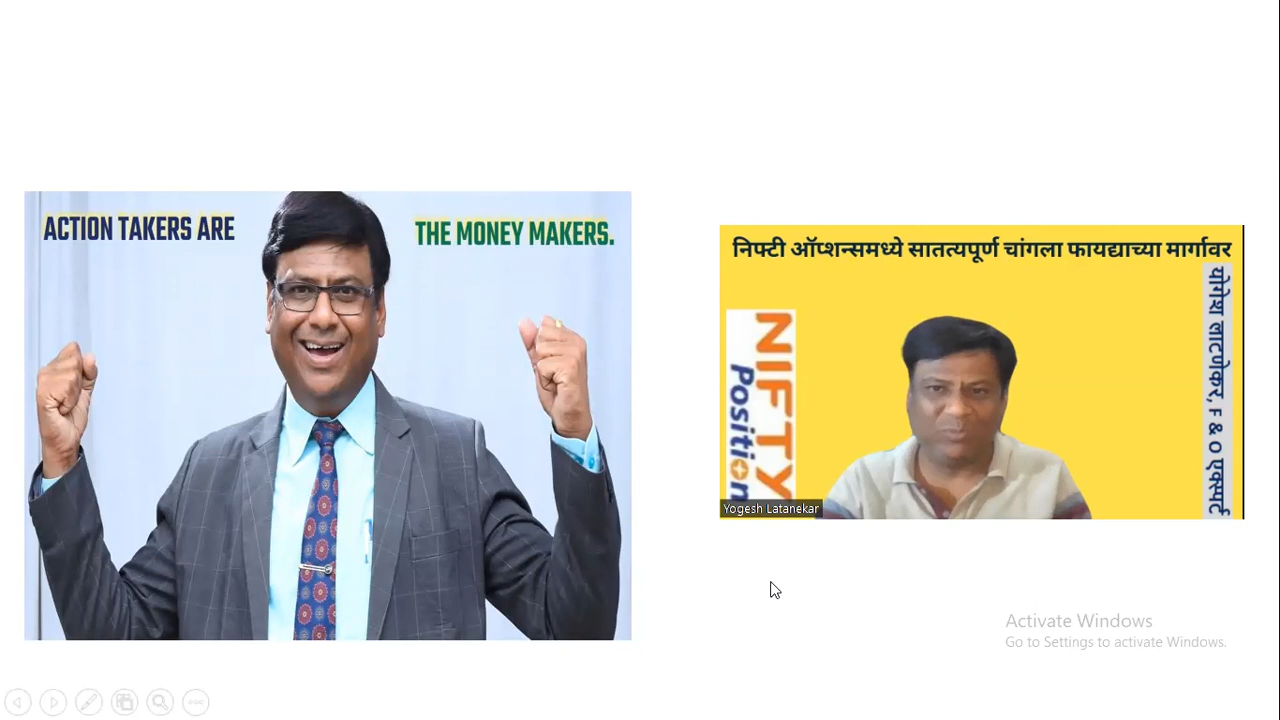 ACTION TAKERS ARE
THE MONEY MAKERS.
निफ्टी ऑप्शन्समध्ये सातत्यपूर्ण चांगला फायद्याच्या मार्गावर
NIFTY
Position
योगेश लाटणेकर, F & O एक्स्पर्ट
Yogesh Latanekar
Activate Windows
Go to Settings to activate Windows.